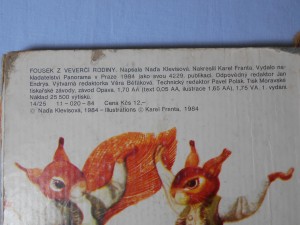 FOUSEK Z VEVERČÍ RODINY. Napsala Naďa Klevisová. Nakreslil Karel Franta. Vydalo na-
kladatelství Panorama v Praze 1984 jako svou 4229. publikaci. Odpovědný redaktor Jan
Endrys. Výtvarná redaktorka Věra Běťáková. Technický redaktor Pavel Polák. Tisk Moravské
tiskařské závody, závod Opava. 1,70 AA (text 0,05 AA, ilustrace 1,65 AA), 1,75 VA. 1. vydání.
Náklad 25 500 výtisků.
14/25 11-020-84 Cena Kčs 12,-
© Naďa Klevisová, 1984 - Illustrations © Karel Franta, 1984